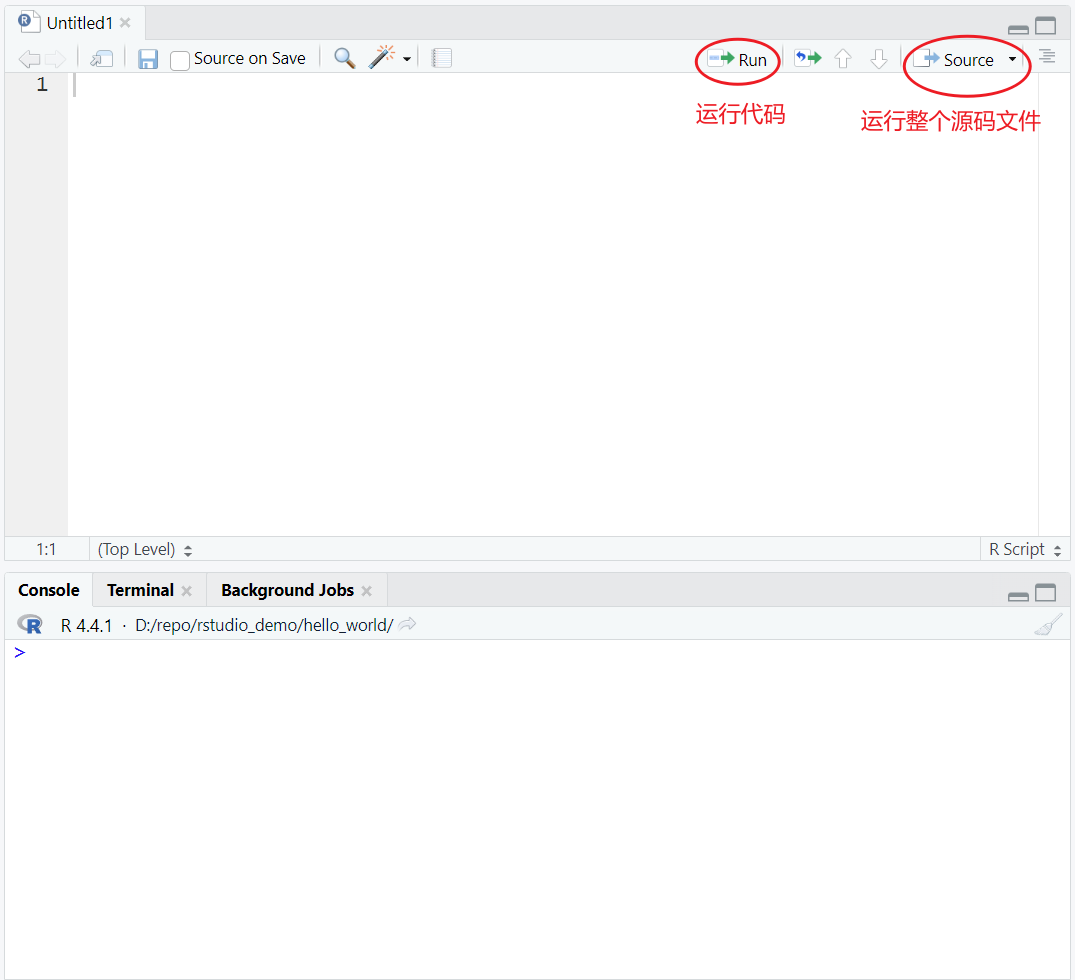 Untitled1
Source on Save
Run
Source
1
运行代码
运行整个源码文件
1:1
(Top Level)
R Script
Console
Terminal
Background Jobs
R 4.4.1 · D:/repo/rstudio_demo/hello_world/
>